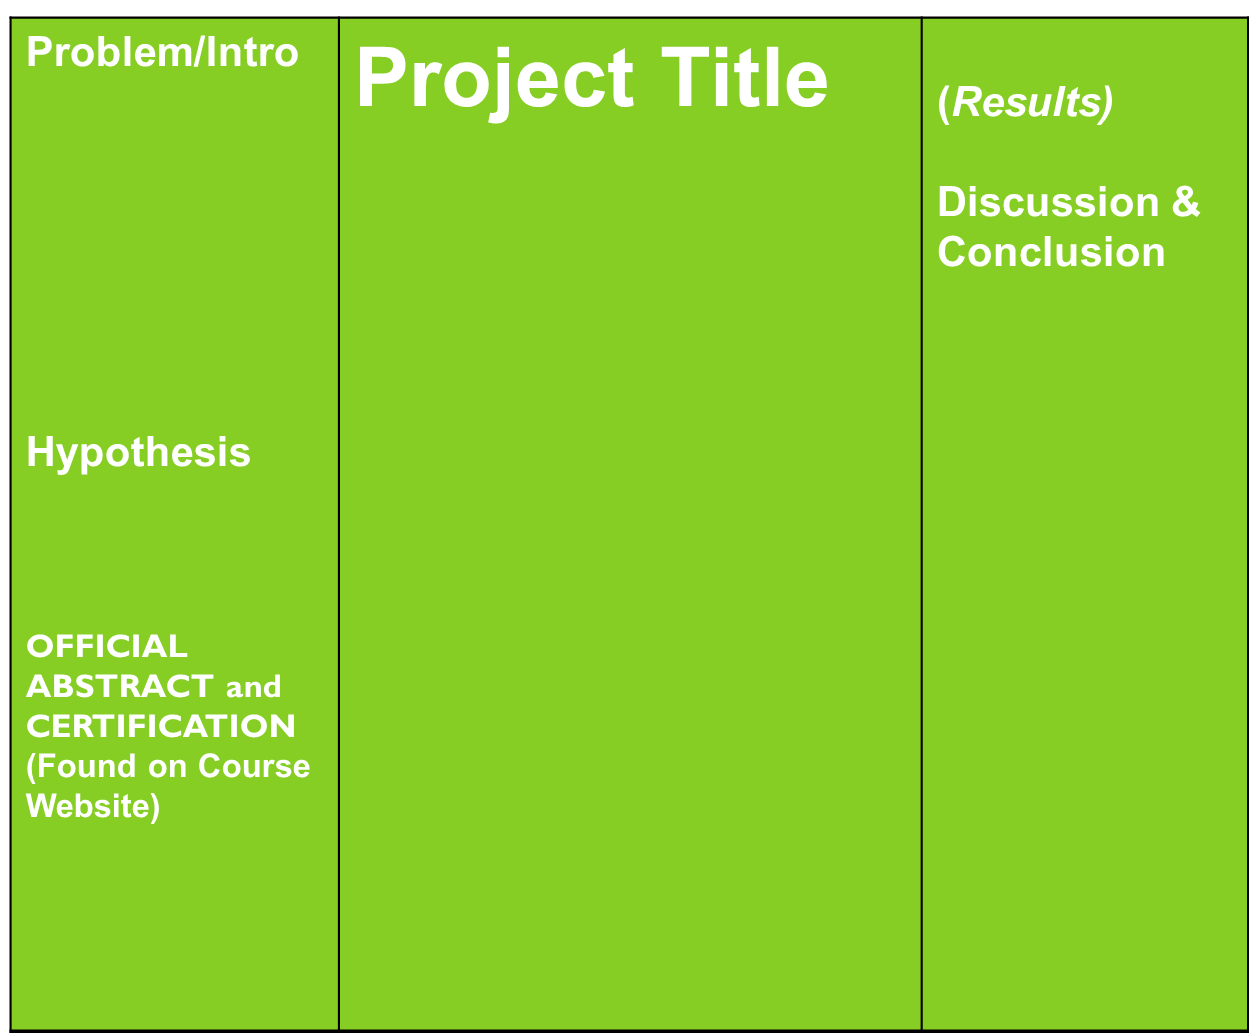 Problem/Intro
Hypothesis
OFFICIAL
ABSTRACT and
CERTIFICATION
(Found on Course
Website)
Project Title
(Results)
Discussion &
Conclusion